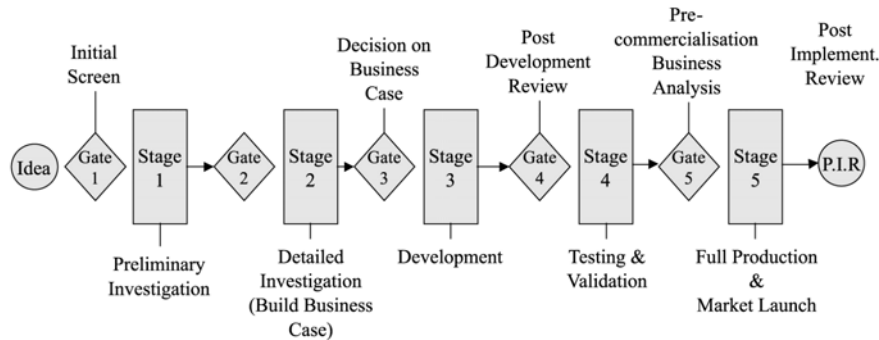 Initial
Screen
Decision on
Business
Case
Post
Development
Review
Pre-
commercialisation
Business
Analysis
Post
Implement.
Review
Idea
Gate
1
Stage
1
Gate
2
Stage
2
Gate
3
Stage
3
Gate
4
Stage
4
Gate
5
Stage
5
P.I.R
Preliminary
Investigation
Detailed
Investigation
(Build Business
Case)
Development
Testing &
Validation
Full Production
&
Market Launch